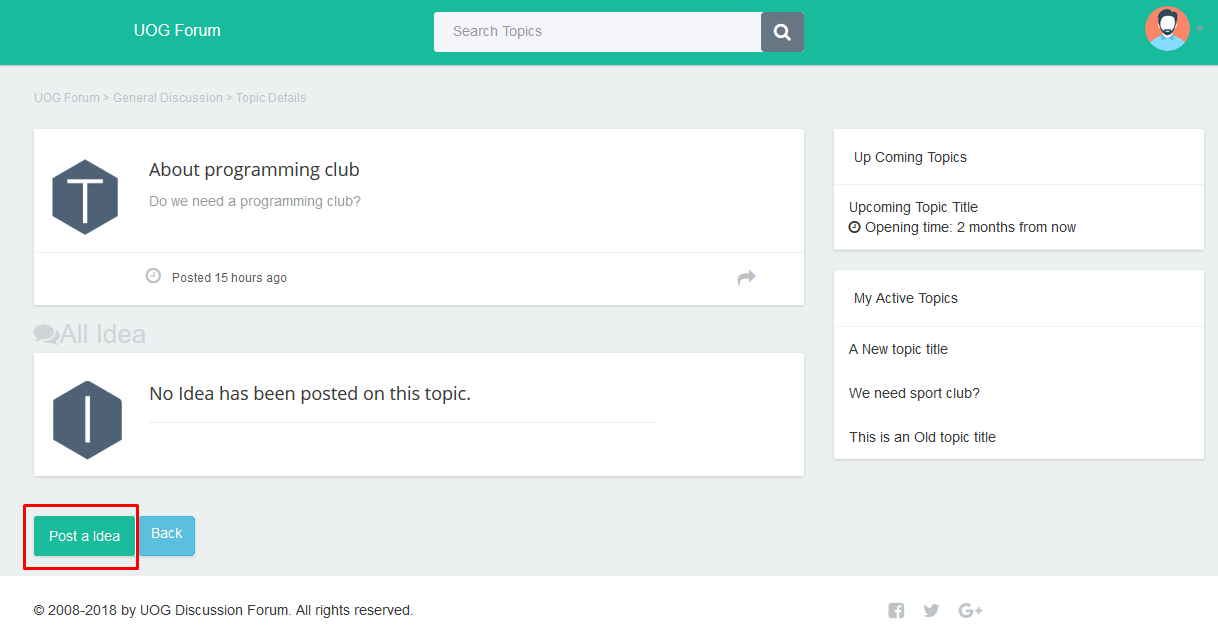 UOG Forum
Search Topics
UOG Forum > General Discussion > Topic Details
T
About programming club
Do we need a programming club?
Posted 15 hours ago
All Idea
I
No Idea has been posted on this topic.
Post a Idea
Back
Up Coming Topics
Upcoming Topic Title
Opening time: 2 months from now
My Active Topics
A New topic title
We need sport club?
This is an Old topic title
© 2008-2018 by UOG Discussion Forum. All rights reserved.
G+